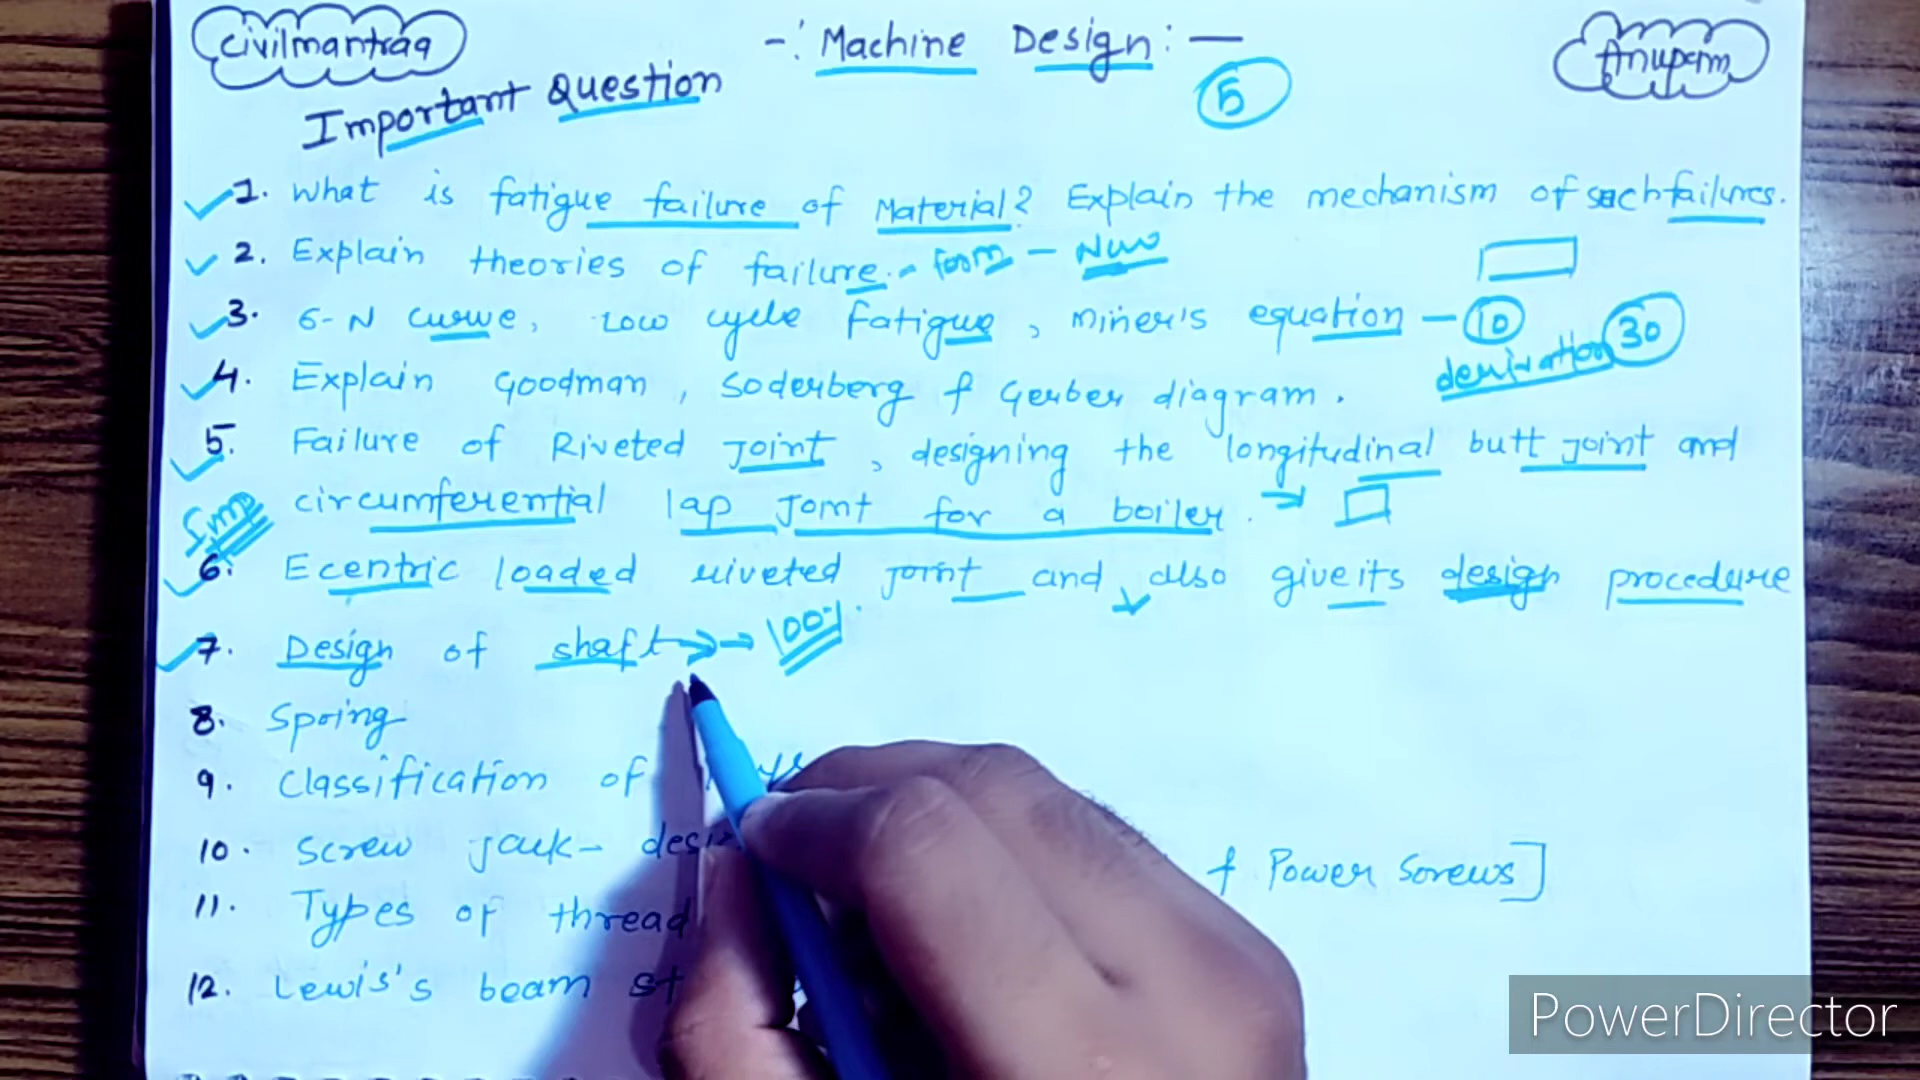 civilmantraa
-: Machine Design: —
Anupam
Important Question
5
1. What is fatigue failure of Material? Explain the mechanism of such failures.
2. Explain theories of failure. - form - Num
3. 6-N curve, Low cycle fatigue, Miner's equation - 10
derivation 30
4. Explain Goodman, Soderberg f Gerber diagram.
5. Failure of Riveted Joint, designing the longitudinal butt Joint and
circumferential lap Joint for a boiler. →
Imp
6. Ecentric loaded riveted Joint and also give its design procedure
7. Design of shaft →→ 100%.
8. Spring
9. Classification of
10. Screw jack -
f Power Screws]
11. Types of thread
12. Lewis's beam
PowerDirector